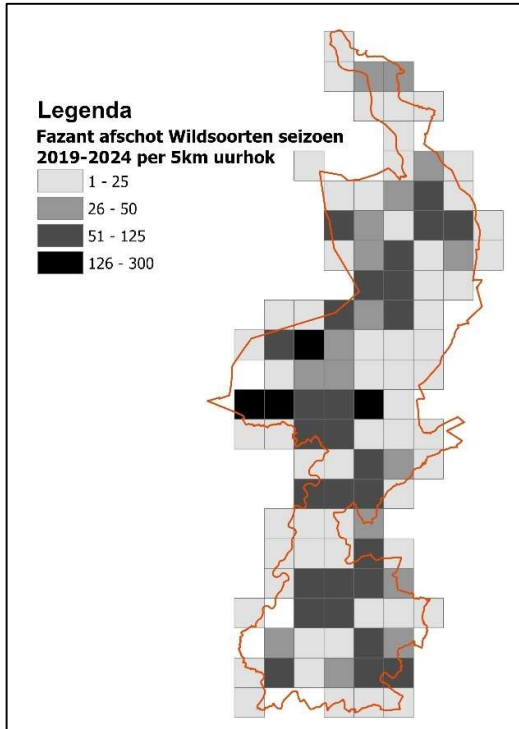 Legenda
Fazant afschot Wildsoorten seizoen
2019-2024 per 5km uurhok
1 - 25
26 - 50
51 - 125
126 - 300